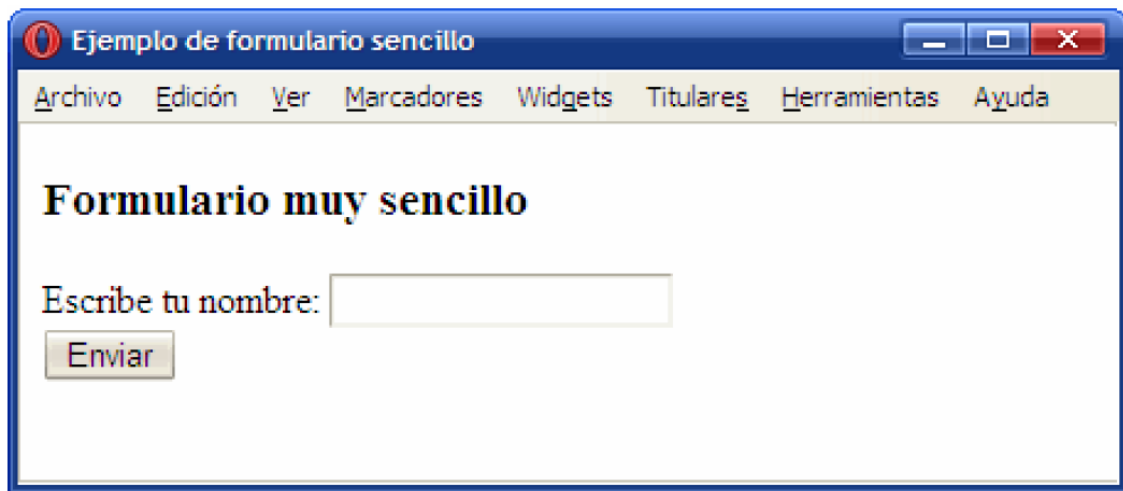 Ejemplo de formulario sencillo
Archivo Edición Ver Marcadores Widgets Titulares Herramientas Ayuda
Formulario muy sencillo
Escribe tu nombre:
Enviar